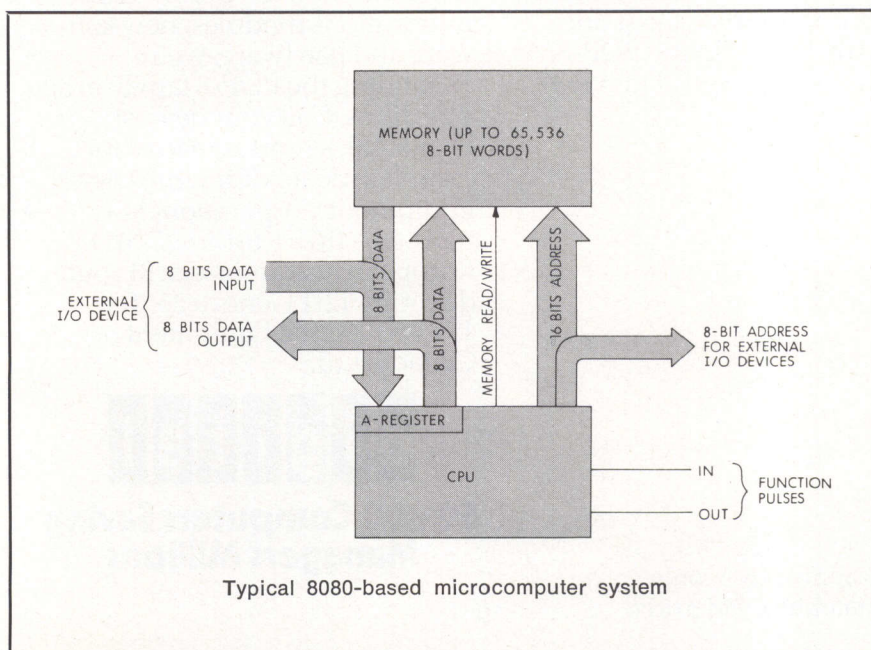 MEMORY (UP TO 65,536
8-BIT WORDS)
8 BITS DATA
INPUT
EXTERNAL
I/O DEVICE
8 BITS DATA
OUTPUT
8 BITS/DATA
8 BITS/DATA
MEMORY READ/WRITE
16 BITS ADDRESS
8-BIT ADDRESS
FOR EXTERNAL
I/O DEVICES
A-REGISTER
CPU
IN
OUT
FUNCTION
PULSES
Typical 8080-based microcomputer system